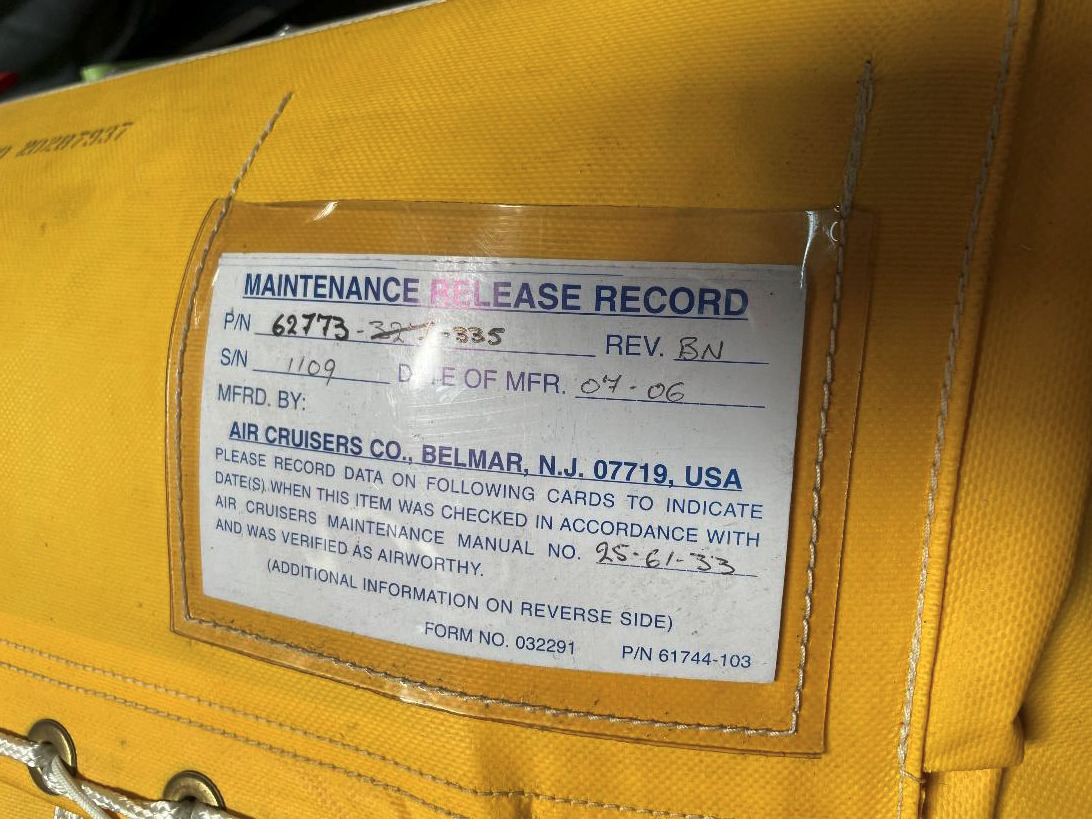 D20287937
MAINTENANCE RELEASE RECORD
P/N 62773-335 REV. BN
S/N 1109 DATE OF MFR. 07-06
MFRD. BY:
AIR CRUISERS CO., BELMAR, N.J. 07719, USA
PLEASE RECORD DATA ON FOLLOWING CARDS TO INDICATE
DATE(S) WHEN THIS ITEM WAS CHECKED IN ACCORDANCE WITH
AIR CRUISERS MAINTENANCE MANUAL NO. 25-61-33
AND WAS VERIFIED AS AIRWORTHY.
(ADDITIONAL INFORMATION ON REVERSE SIDE)
FORM NO. 032291 P/N 61744-103